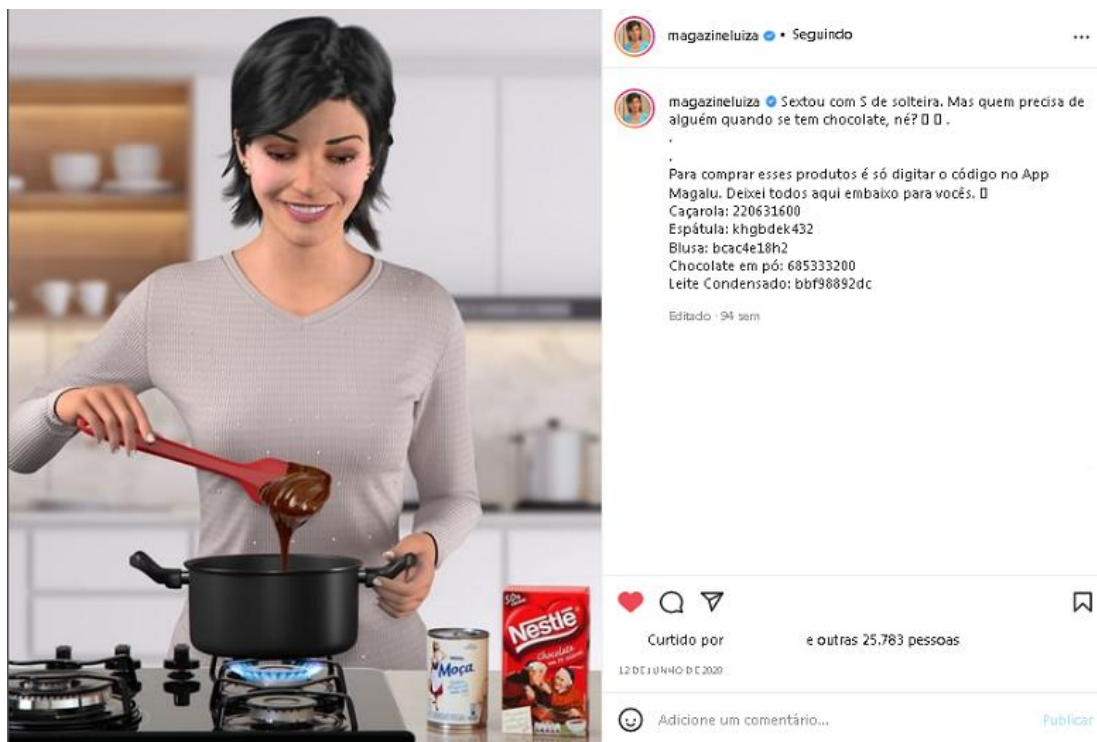 magazineluiza • Seguindo
magazineluiza Sextou com S de solteira. Mas quem precisa de
alguém quando se tem chocolate, né? .
.
.
Para comprar esses produtos é só digitar o código no App
Magalu. Deixei todos aqui embaixo para vocês.
Caçarola: 220631600
Espátula: khgbdek432
Blusa: bcac4e18h2
Chocolate em pó: 685333200
Leite Condensado: bbf98892dc
Editado · 94 sem
50%
Nestlé
Chocolate
Moça
Curtido por e outras 25.783 pessoas
12 DE JUNHO DE 2020
Adicione um comentário...
Publicar